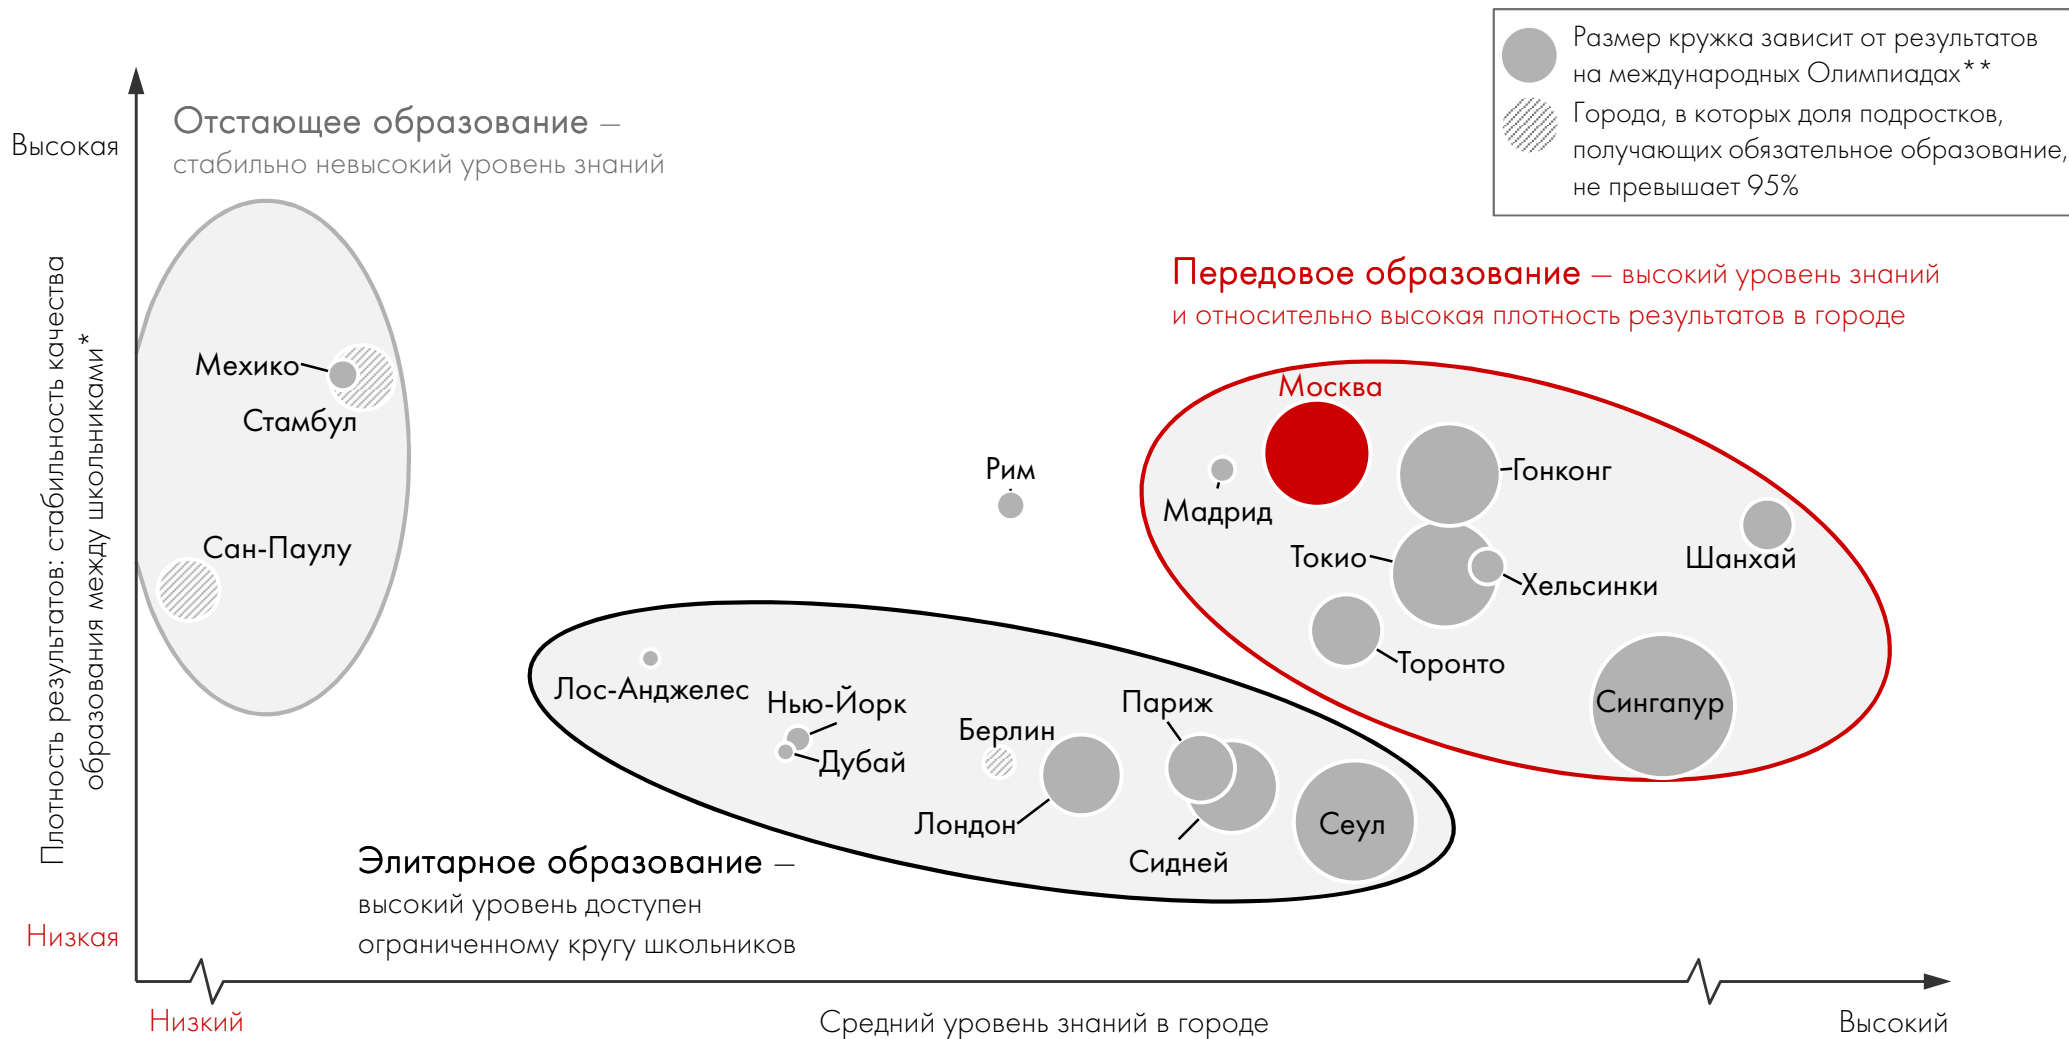 Размер кружка зависит от результатов
на международных Олимпиадах**
Города, в которых доля подростков,
получающих обязательное образование,
не превышает 95%
Отстающее образование –
стабильно невысокий уровень знаний
Высокая
Плотность результатов: стабильность качества
образования между школьниками*
Передовое образование – высокий уровень знаний
и относительно высокая плотность результатов в городе
Мехико
Стамбул
Москва
Рим
Гонконг
Мадрид
Сан-Паулу
Токио
Шанхай
Хельсинки
Торонто
Лос-Анджелес
Нью-Йорк
Париж
Сингапур
Берлин
Дубай
Лондон
Сеул
Сидней
Элитарное образование –
высокий уровень доступен
ограниченному кругу школьников
Низкая
Низкий
Средний уровень знаний в городе
Высокий